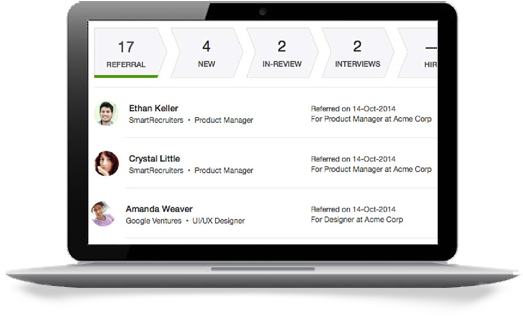 17
REFERRAL
4
NEW
2
IN-REVIEW
2
INTERVIEWS
—
HIR
Ethan Keller
SmartRecruiters • Product Manager
Referred on 14-Oct-2014
For Product Manager at Acme Corp
Crystal Little
SmartRecruiters • Product Manager
Referred on 14-Oct-2014
For Product Manager at Acme Corp
Amanda Weaver
Google Ventures • UI/UX Designer
Referred on 14-Oct-2014
For Designer at Acme Corp